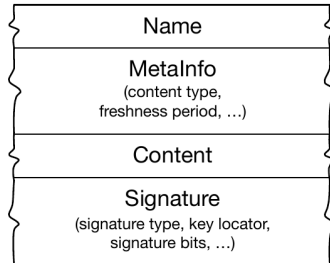 Name
MetaInfo
(content type,
freshness period, …)
Content
Signature
(signature type, key locator,
signature bits, …)